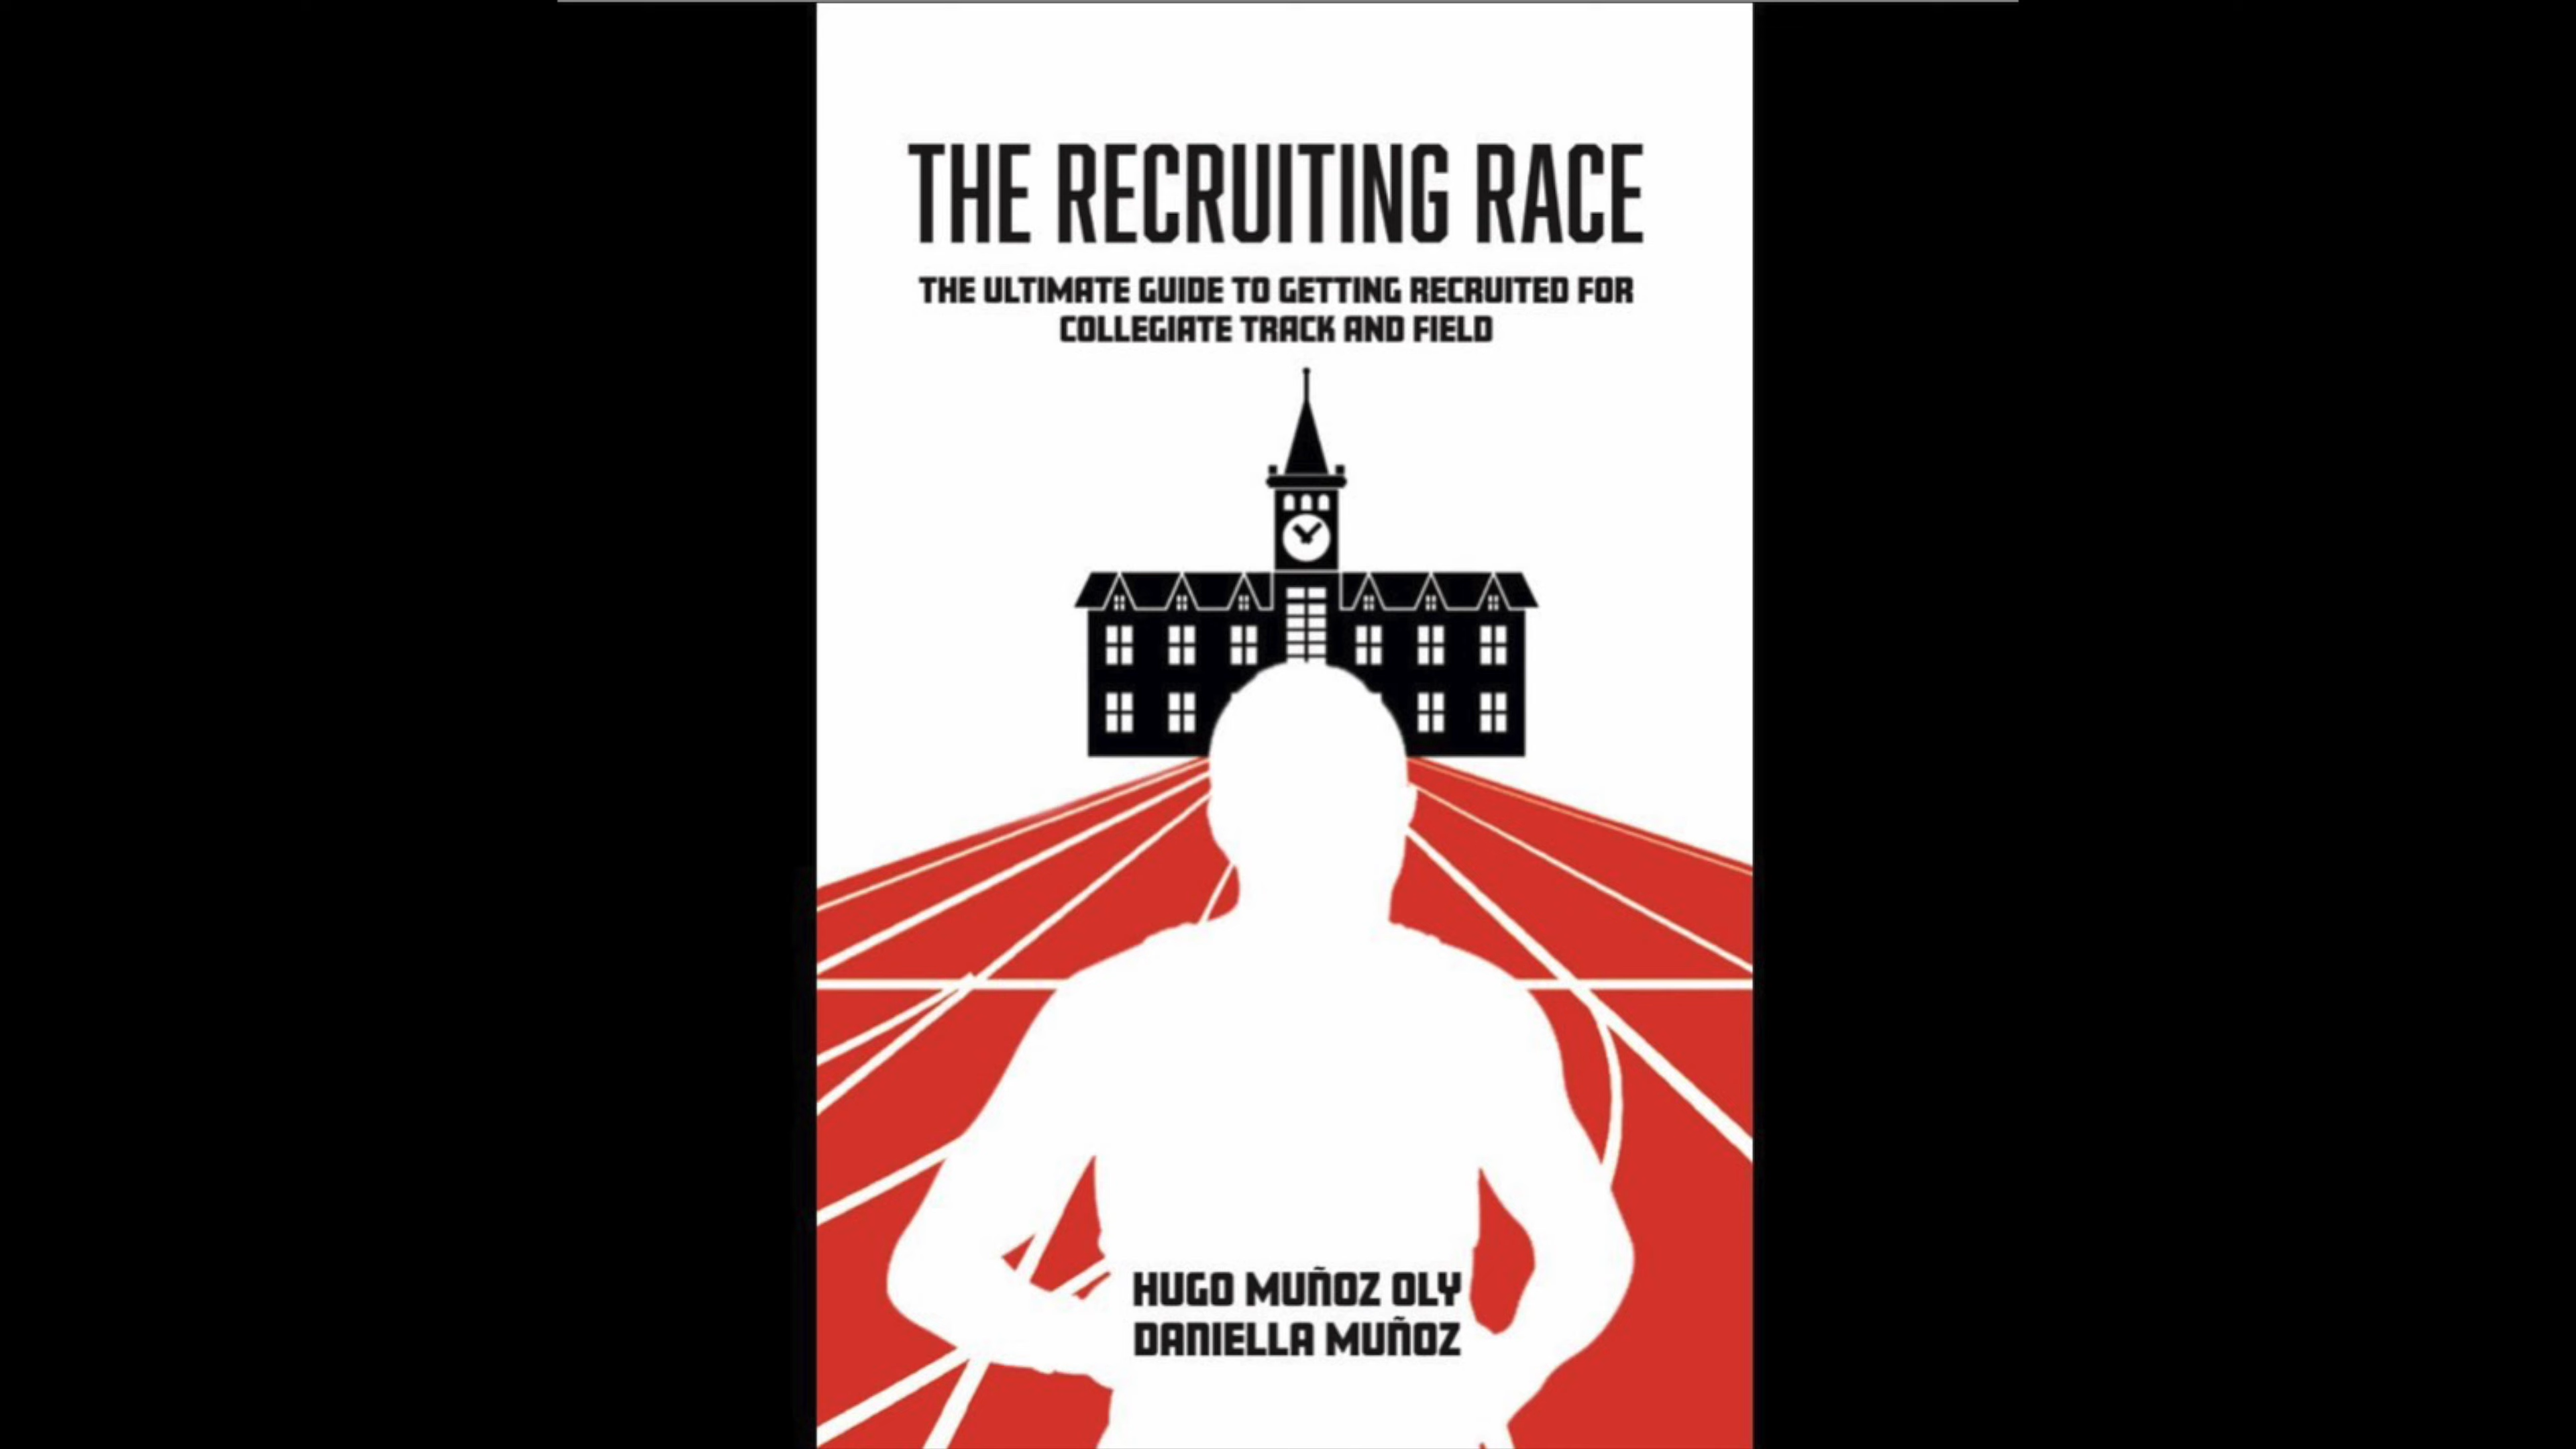 THE RECRUITING RACE
THE ULTIMATE GUIDE TO GETTING RECRUITED FOR
COLLEGIATE TRACK AND FIELD
HUGO MUÑOZ OLY
DANIELLA MUÑOZ